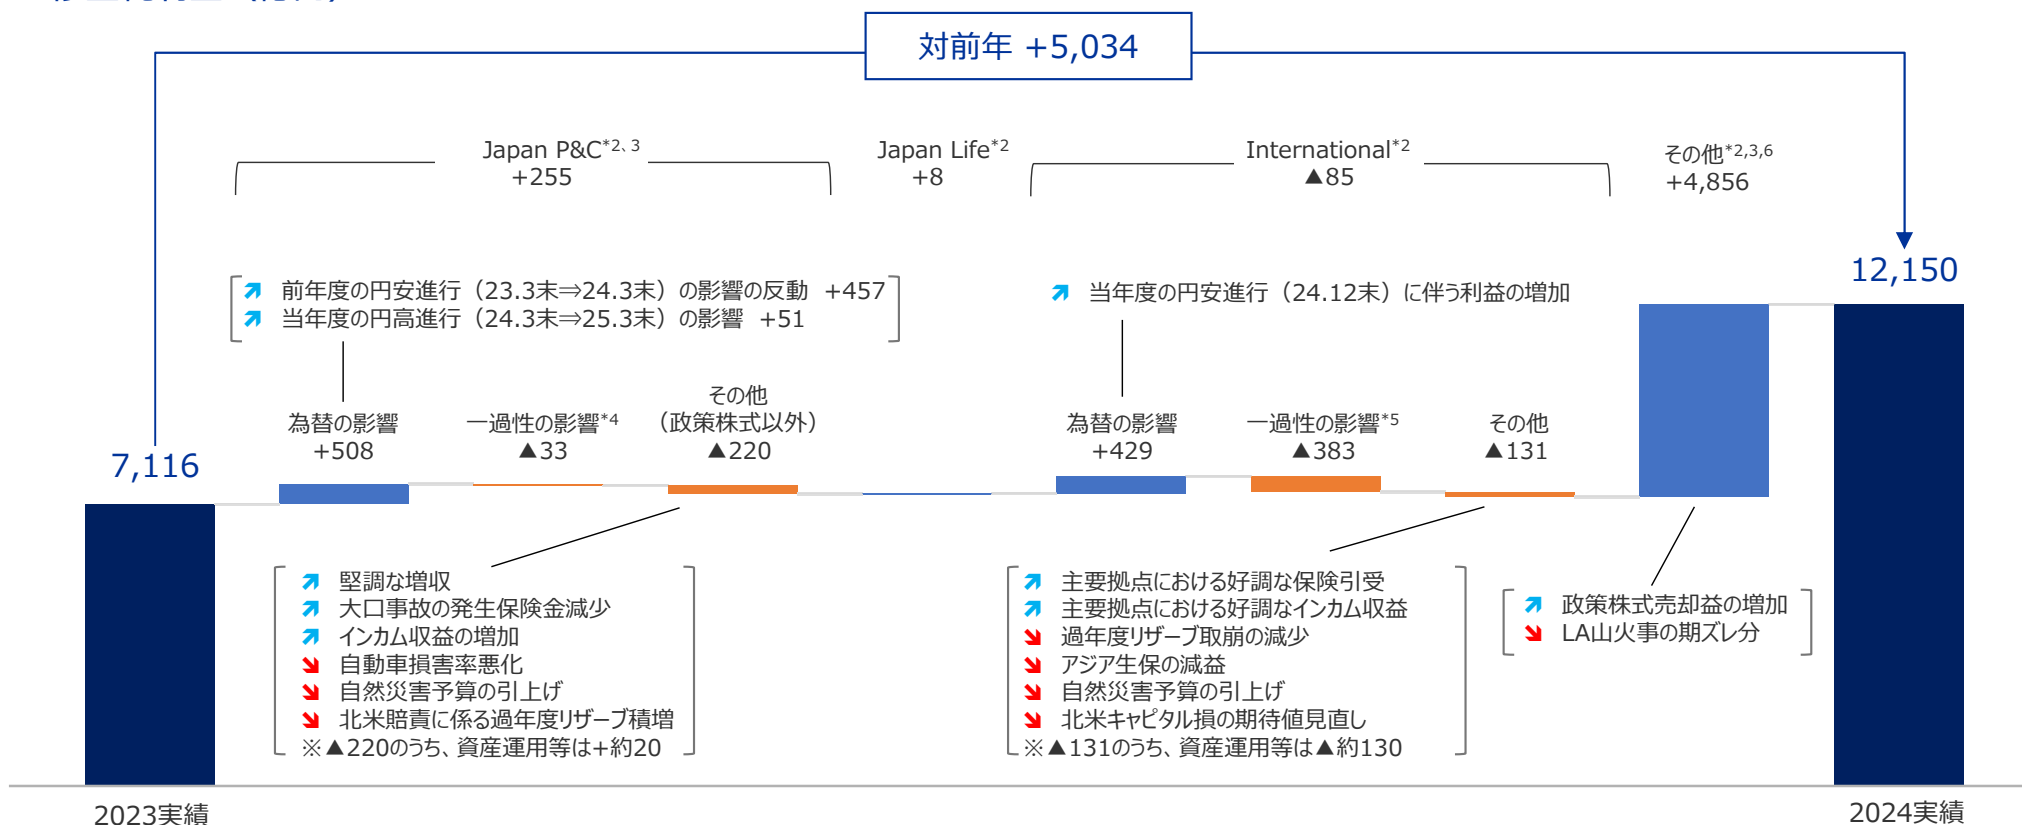 対前年 +5,034
Japan P&C*2、3
+255
Japan Life*2
+8
International*2
▲85
その他*2,3,6
+4,856
前年度の円安進行（23.3末⇒24.3末）の影響の反動 +457
当年度の円高進行（24.3末⇒25.3末）の影響 +51
当年度の円安進行（24.12末）に伴う利益の増加
7,116
為替の影響
+508
一過性の影響*4
▲33
その他
（政策株式以外）
▲220
為替の影響
+429
一過性の影響*5
▲383
その他
▲131
12,150
堅調な増収
大口事故の発生保険金減少
インカム収益の増加
自動車損害率悪化
自然災害予算の引上げ
北米賠責に係る過年度リザーブ積増
※▲220のうち、資産運用等は+約20
主要拠点における好調な保険引受
主要拠点における好調なインカム収益
過年度リザーブ取崩の減少
アジア生保の減益
自然災害予算の引上げ
北米キャピタル損の期待値見直し
※▲131のうち、資産運用等は▲約130
政策株式売却益の増加
LA山火事の期ズレ分
2023実績
2024実績